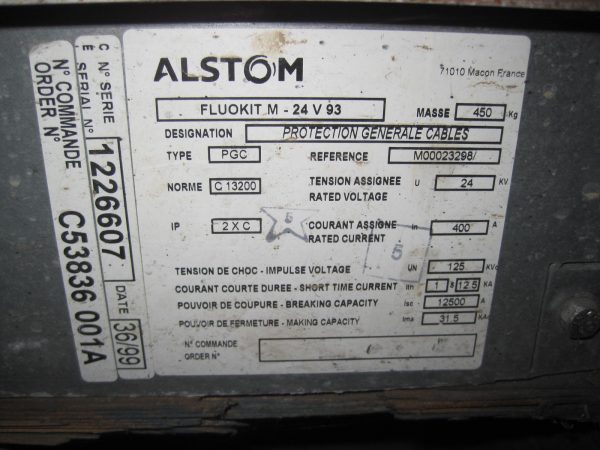 N° COMMANDE
ORDER N° C53836 001A
C N° SERIE
E SERIAL N° 1226607 DATE 36/99
ALSTOM
71010 Macon France
FLUOKIT M - 24 V 93 MASSE 450 Kg
DESIGNATION PROTECTION GENERALE CABLES
TYPE PGC REFERENCE M00023298/
NORME C 13200 TENSION ASSIGNEE
RATED VOLTAGE U 24 KV
IP 2 X C COURANT ASSIGNE
RATED CURRENT In 400 A
5
5
TENSION DE CHOC - IMPULSE VOLTAGE UN 125
COURANT COURTE DUREE - SHORT TIME CURRENT 1 S 12.5 KA
POUVOIR DE COUPURE - BREAKING CAPACITY Isc 12500 A
POUVOIR DE FERMETURE - MAKING CAPACITY Ima 31.5
N° COMMANDE
ORDER N°